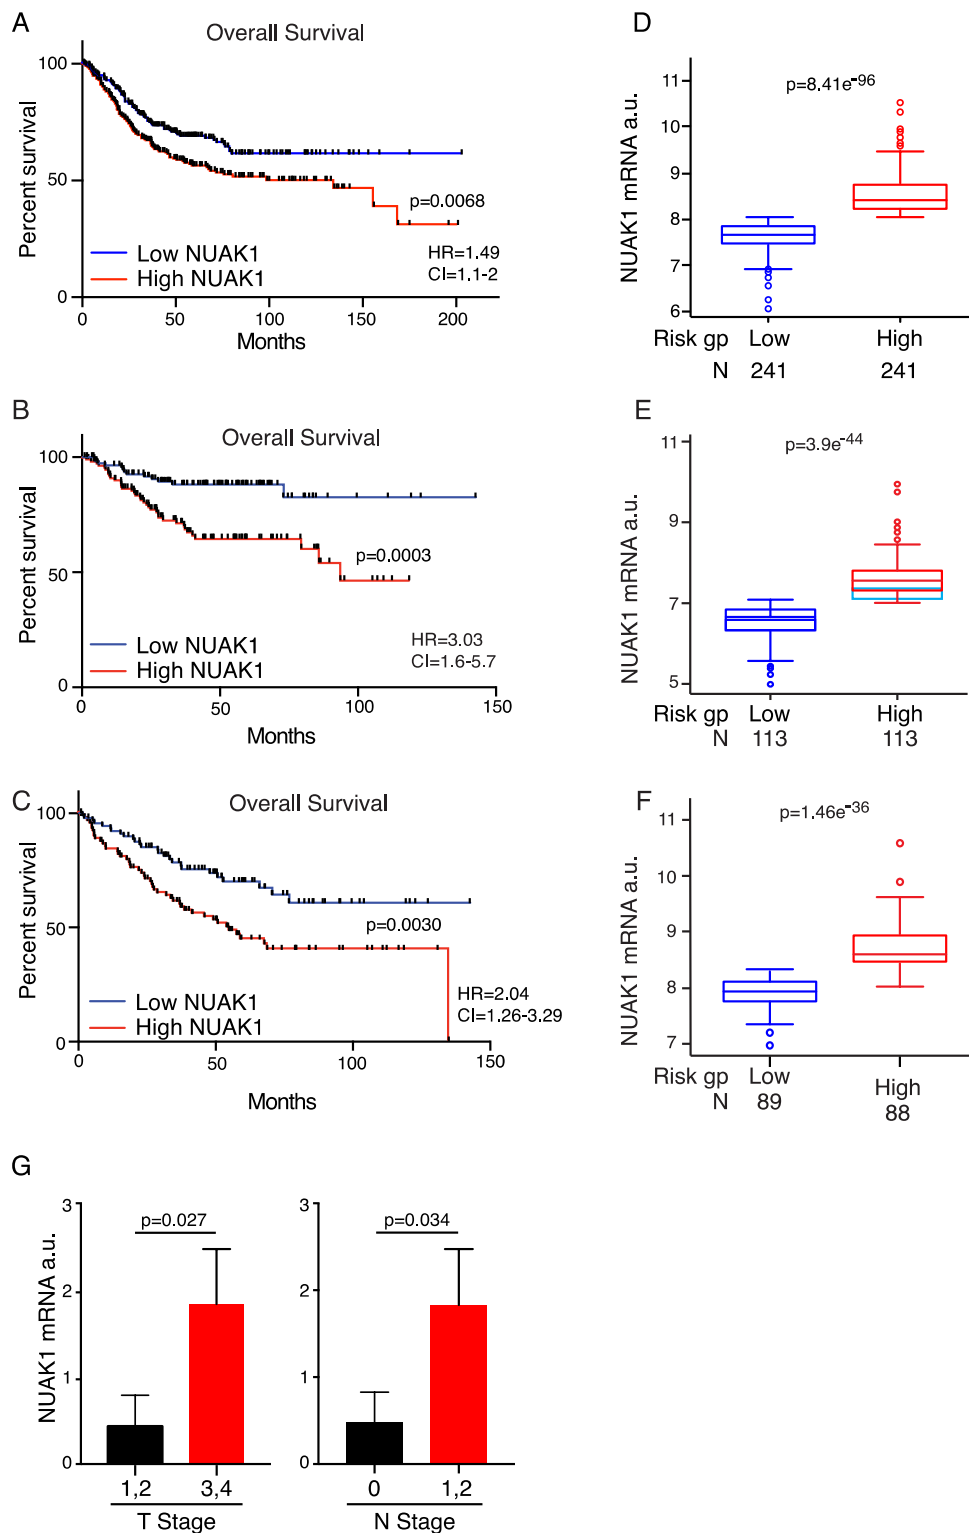 A
Overall Survival
Percent survival
100
50
0
p=0.0068
Low NUAK1
High NUAK1
HR=1.49
CI=1.1-2
0 50 100 150 200
Months
D
NUAK1 mRNA a.u.
p=8.41e-96
11
10
9
8
7
6
Risk gp Low High
N 241 241
B
Overall Survival
Percent survival
100
50
0
p=0.0003
Low NUAK1
High NUAK1
HR=3.03
CI=1.6-5.7
0 50 100 150
Months
E
NUAK1 mRNA a.u.
p=3.9e-44
11
9
7
5
Risk gp Low High
N 113 113
C
Overall Survival
Percent survival
100
50
0
p=0.0030
Low NUAK1
High NUAK1
HR=2.04
CI=1.26-3.29
0 50 100 150
Months
F
NUAK1 mRNA a.u.
p=1.46e-36
11
10
9
8
7
Risk gp Low High
N 89 88
G
NUAK1 mRNA a.u.
3
2
1
0
p=0.027
1,2 3,4
T Stage
3
2
1
0
p=0.034
0 1,2
N Stage